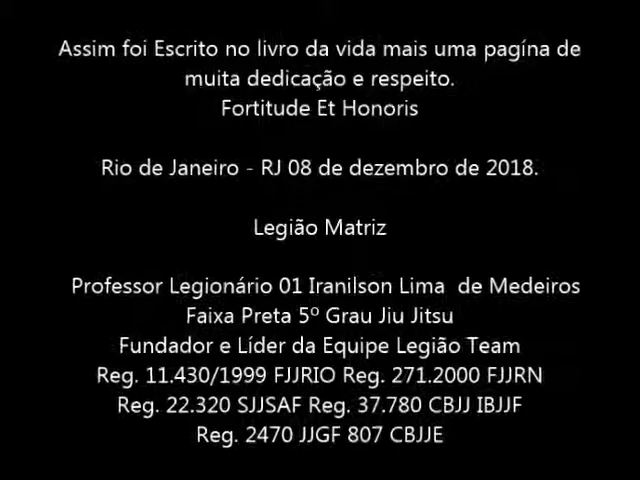 Assim foi Escrito no livro da vida mais uma pagína de
muita dedicação e respeito.
Fortitude Et Honoris
Rio de Janeiro - RJ 08 de dezembro de 2018.
Legião Matriz
Professor Legionário 01 Iranilson Lima de Medeiros
Faixa Preta 5º Grau Jiu Jitsu
Fundador e Líder da Equipe Legião Team
Reg. 11.430/1999 FJJRIO Reg. 271.2000 FJJRN
Reg. 22.320 SJJSAF Reg. 37.780 CBJJ IBJJF
Reg. 2470 JJGF 807 CBJJE